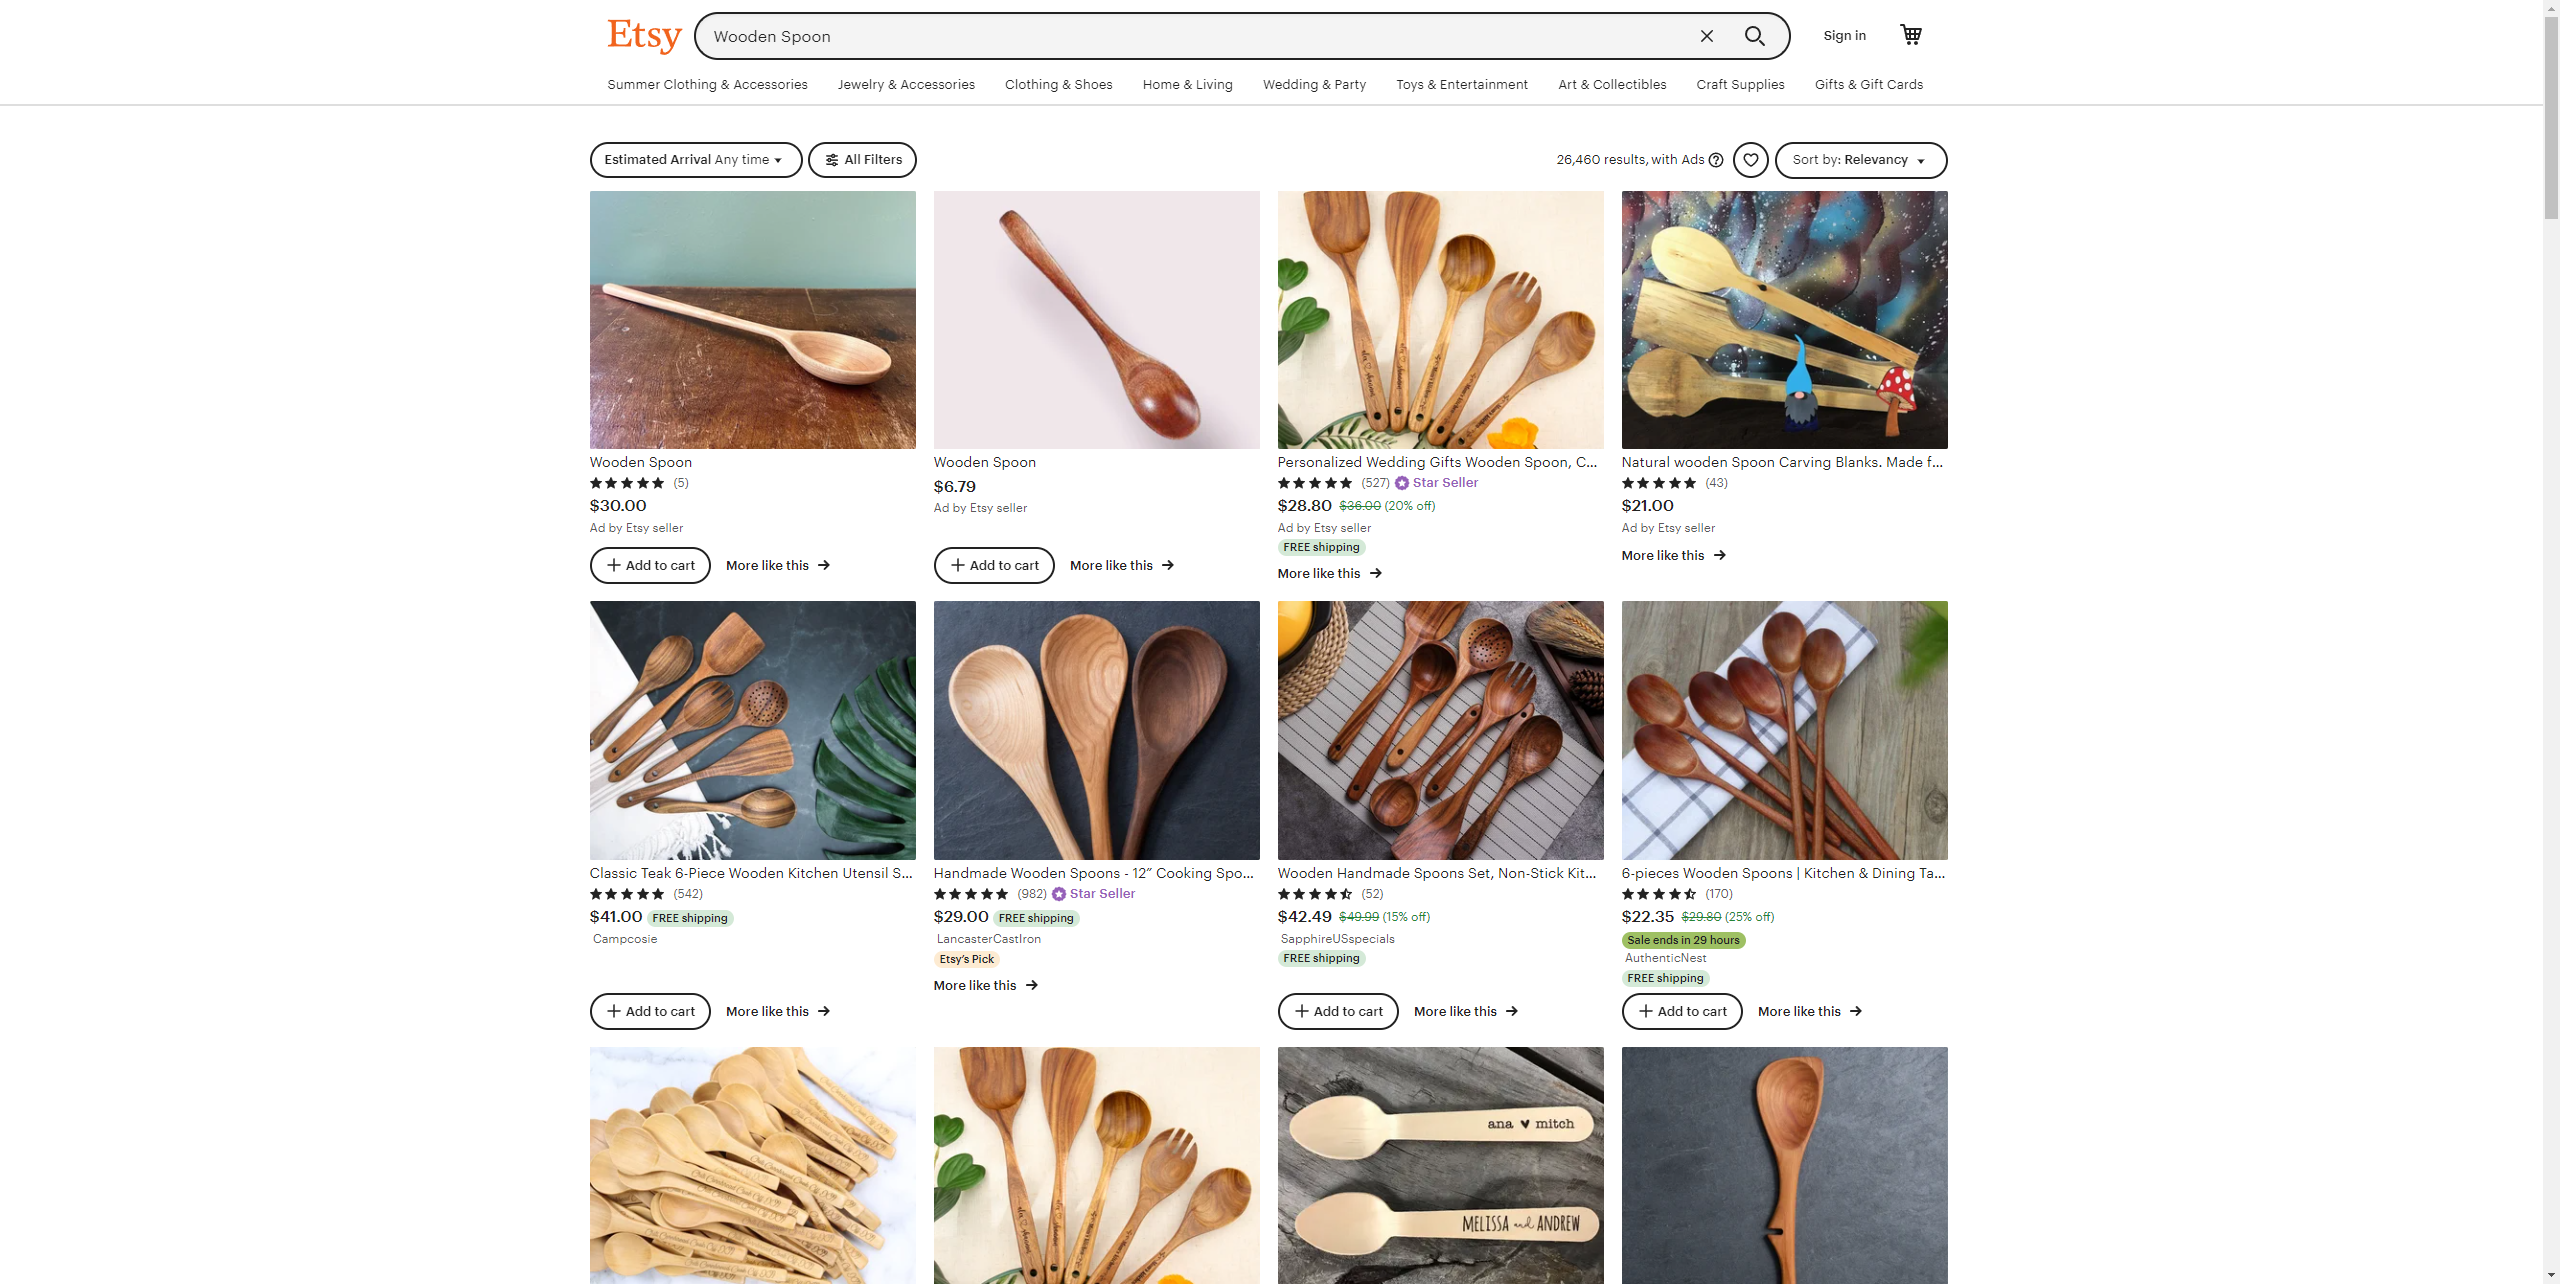 Etsy
Wooden Spoon
Sign in
Summer Clothing & Accessories
Jewelry & Accessories
Clothing & Shoes
Home & Living
Wedding & Party
Toys & Entertainment
Art & Collectibles
Craft Supplies
Gifts & Gift Cards
Estimated Arrival Any time
All Filters
26,460 results, with Ads
Sort by: Relevancy
Wooden Spoon
(5)
$30.00
Ad by Etsy seller
Add to cart
More like this
Wooden Spoon
$6.79
Ad by Etsy seller
Add to cart
More like this
Personalized Wedding Gifts Wooden Spoon, C...
(527) Star Seller
$28.80 $36.00 (20% off)
Ad by Etsy seller
FREE shipping
More like this
Natural wooden Spoon Carving Blanks. Made f...
(43)
$21.00
Ad by Etsy seller
More like this
Classic Teak 6-Piece Wooden Kitchen Utensil S...
(542)
$41.00 FREE shipping
Campcosie
Add to cart
More like this
Handmade Wooden Spoons - 12″ Cooking Spo...
(982) Star Seller
$29.00 FREE shipping
LancasterCastIron
Etsy's Pick
More like this
Wooden Handmade Spoons Set, Non-Stick Kit...
(52)
$42.49 $49.99 (15% off)
SapphireUSspecials
FREE shipping
Add to cart
More like this
6-pieces Wooden Spoons | Kitchen & Dining Ta...
(170)
$22.35 $29.80 (25% off)
Sale ends in 29 hours
AuthenticNest
FREE shipping
Add to cart
More like this
ana ♥ mitch
MELISSA and ANDREW